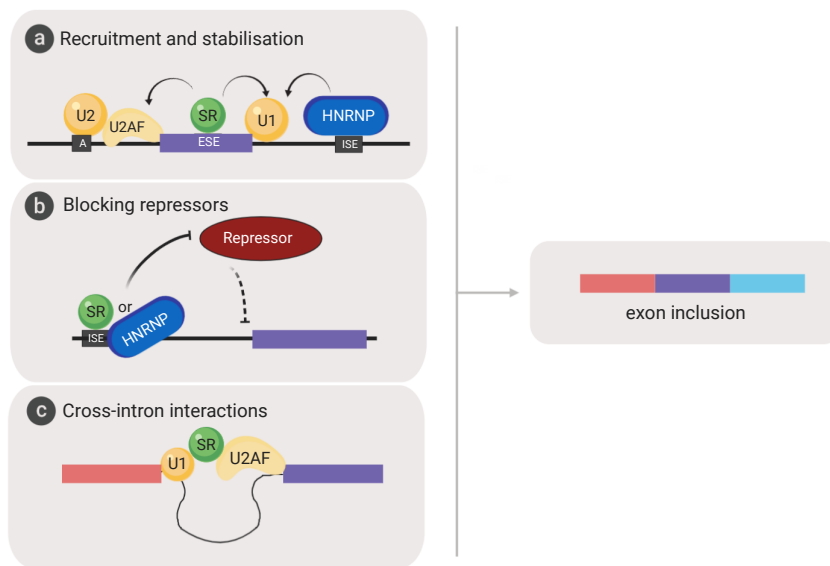 a Recruitment and stabilisation
U2
U2AF
SR
U1
HNRNP
A
ESE
ISE
b Blocking repressors
Repressor
SR
or
HNRNP
ISE
exon inclusion
c Cross-intron interactions
U1
SR
U2AF